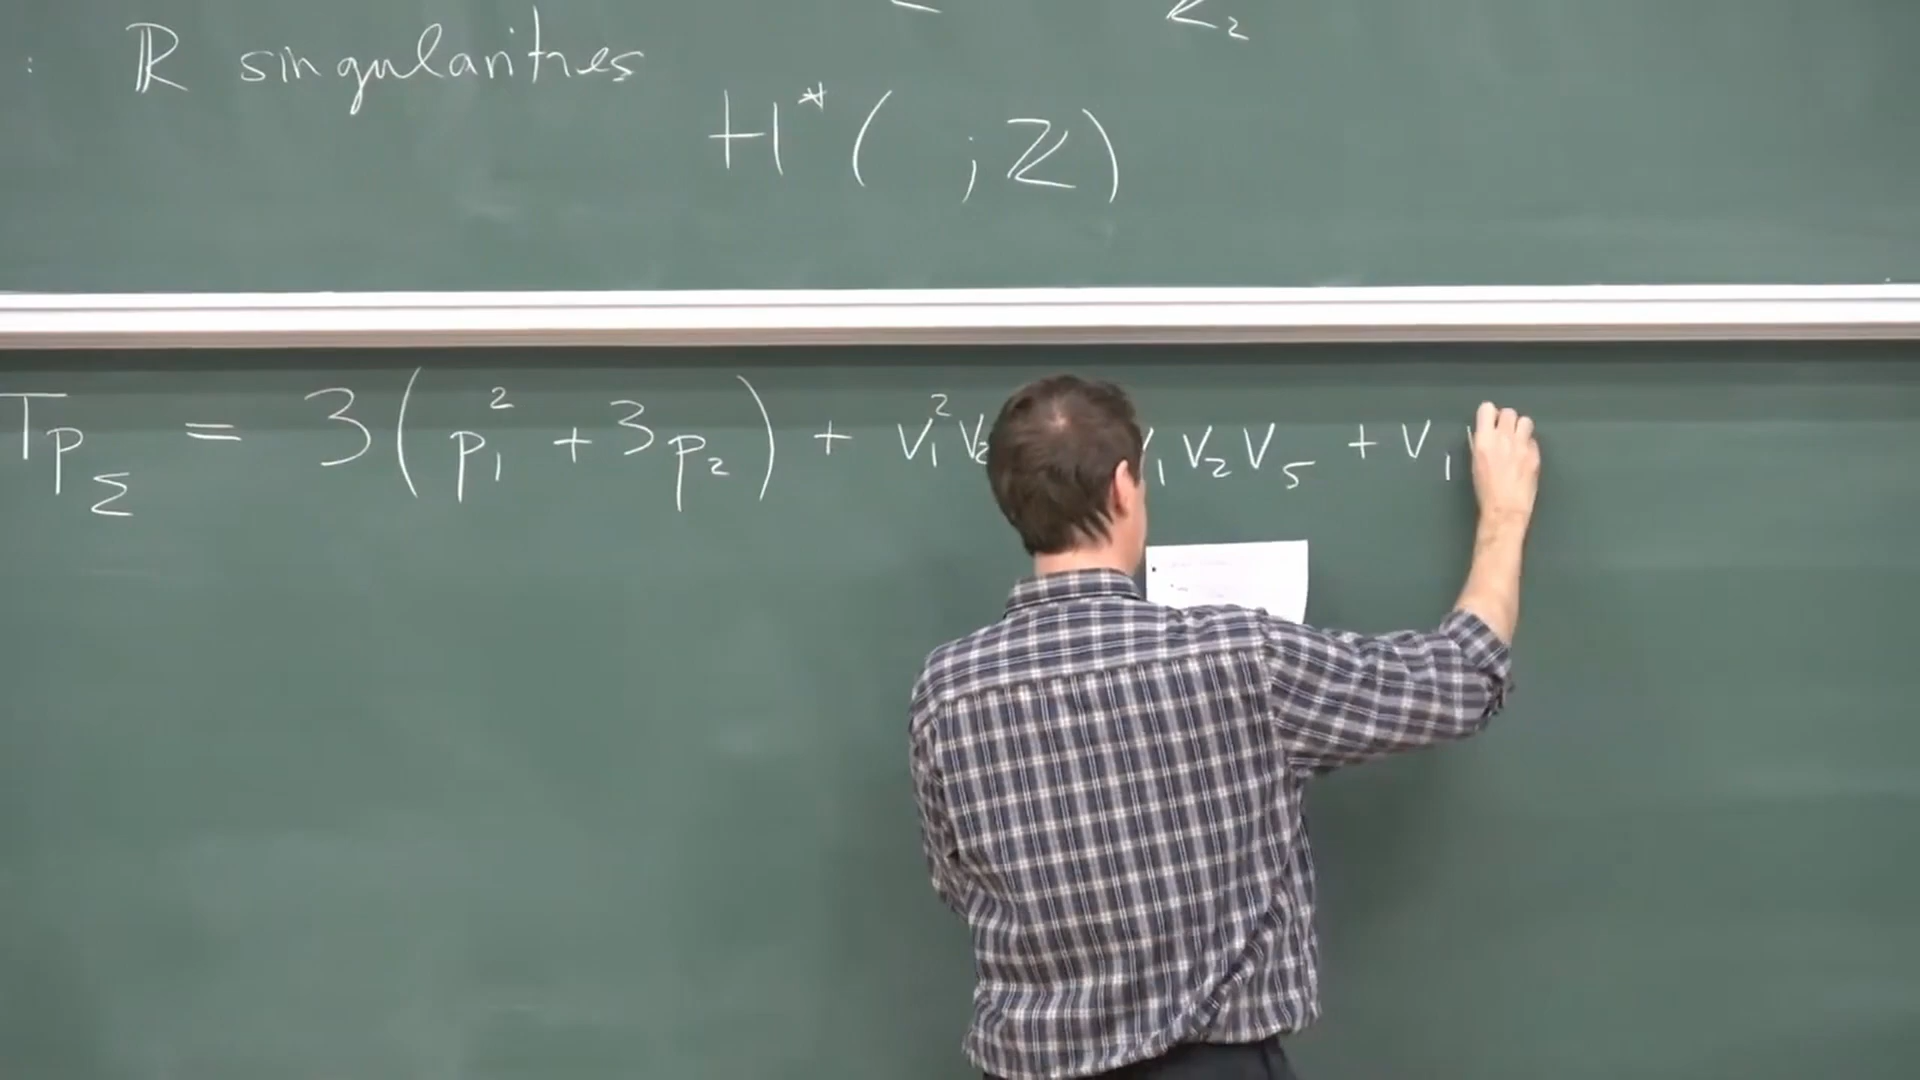 : ℝ singularities
H*( ; ℤ)
Tp_Σ = 3(p₁² + 3p₂) + v₁²v₂ ₁v₂v₅ + v₁